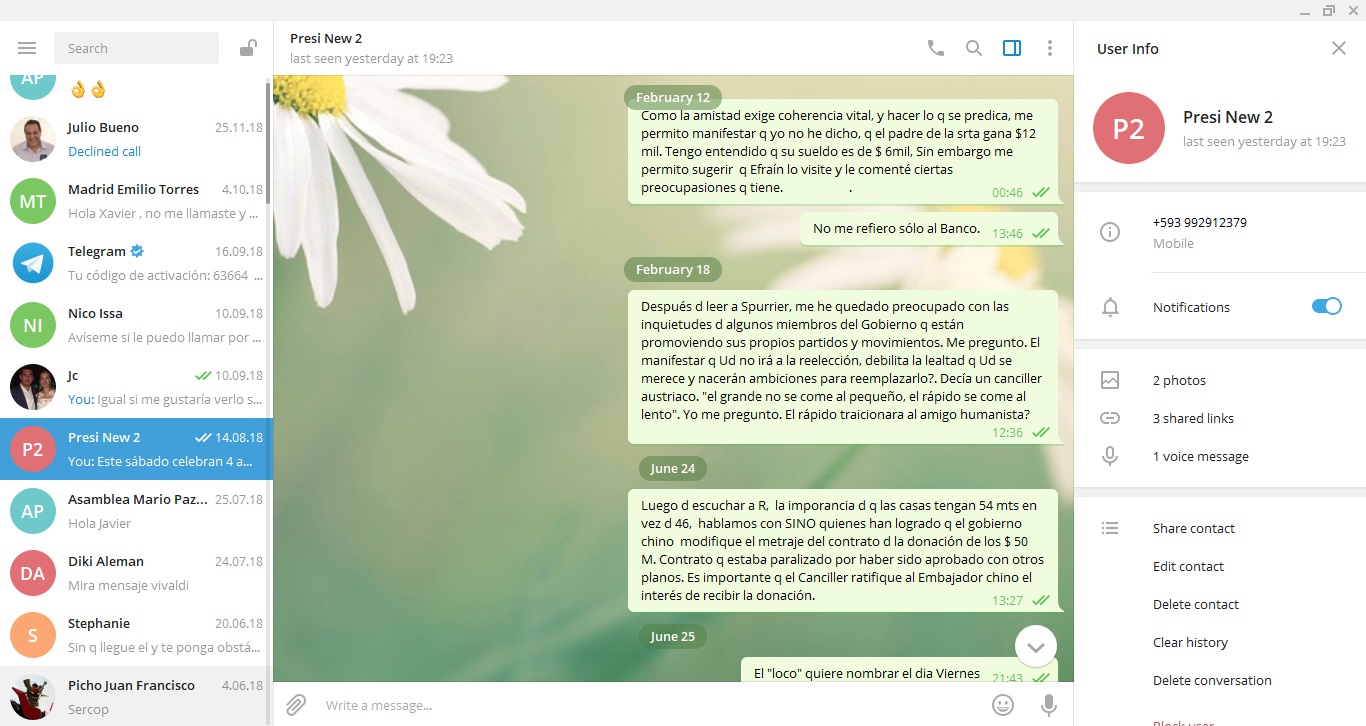 Search
AP
👌👌
Julio Bueno 25.11.18
Declined call
MT
Madrid Emilio Torres 4.10.18
Hola Xavier , no me llamaste y ...
Telegram 16.09.18
Tu código de activación: 63664 ...
NI
Nico Issa 10.09.18
Avíseme si le puedo llamar por ...
Jc 10.09.18
You: Igual si me gustaría verlo s...
P2
Presi New 2 14.08.18
You: Este sábado celebran 4 a...
AP
Asamblea Mario Paz... 25.07.18
Hola Javier
DA
Diki Aleman 24.07.18
Mira mensaje vivaldi
S
Stephanie 20.06.18
Sin q llegue el y te ponga obstá...
Picho Juan Francisco 4.06.18
Sercop
Presi New 2
last seen yesterday at 19:23
February 12
Como la amistad exige coherencia vital, y hacer lo q se predica, me
permito manifestar q yo no he dicho, q el padre de la srta gana $12
mil. Tengo entendido q su sueldo es de $ 6mil, Sin embargo me
permito sugerir q Efraín lo visite y le comenté ciertas
preocupasiones q tiene. .
00:46
No me refiero sólo al Banco. 13:46
February 18
Después d leer a Spurrier, me he quedado preocupado con las
inquietudes d algunos miembros del Gobierno q están
promoviendo sus propios partidos y movimientos. Me pregunto. El
manifestar q Ud no irá a la reelección, debilita la lealtad q Ud se
merece y nacerán ambiciones para reemplazarlo?. Decía un canciller
austriaco. "el grande no se come al pequeño, el rápido se come al
lento". Yo me pregunto. El rápido traicionara al amigo humanista?
12:36
June 24
Luego d escuchar a R, la imporancia d q las casas tengan 54 mts en
vez d 46, hablamos con SINO quienes han logrado q el gobierno
chino modifique el metraje del contrato d la donación de los $ 50
M. Contrato q estaba paralizado por haber sido aprobado con otros
planos. Es importante q el Canciller ratifique al Embajador chino el
interés de recibir la donación.
13:27
June 25
El "loco" quiere nombrar el dia Viernes 21:43
Write a message...
User Info
P2
Presi New 2
last seen yesterday at 19:23
+593 992912379
Mobile
Notifications
2 photos
3 shared links
1 voice message
Share contact
Edit contact
Delete contact
Clear history
Delete conversation
Block user